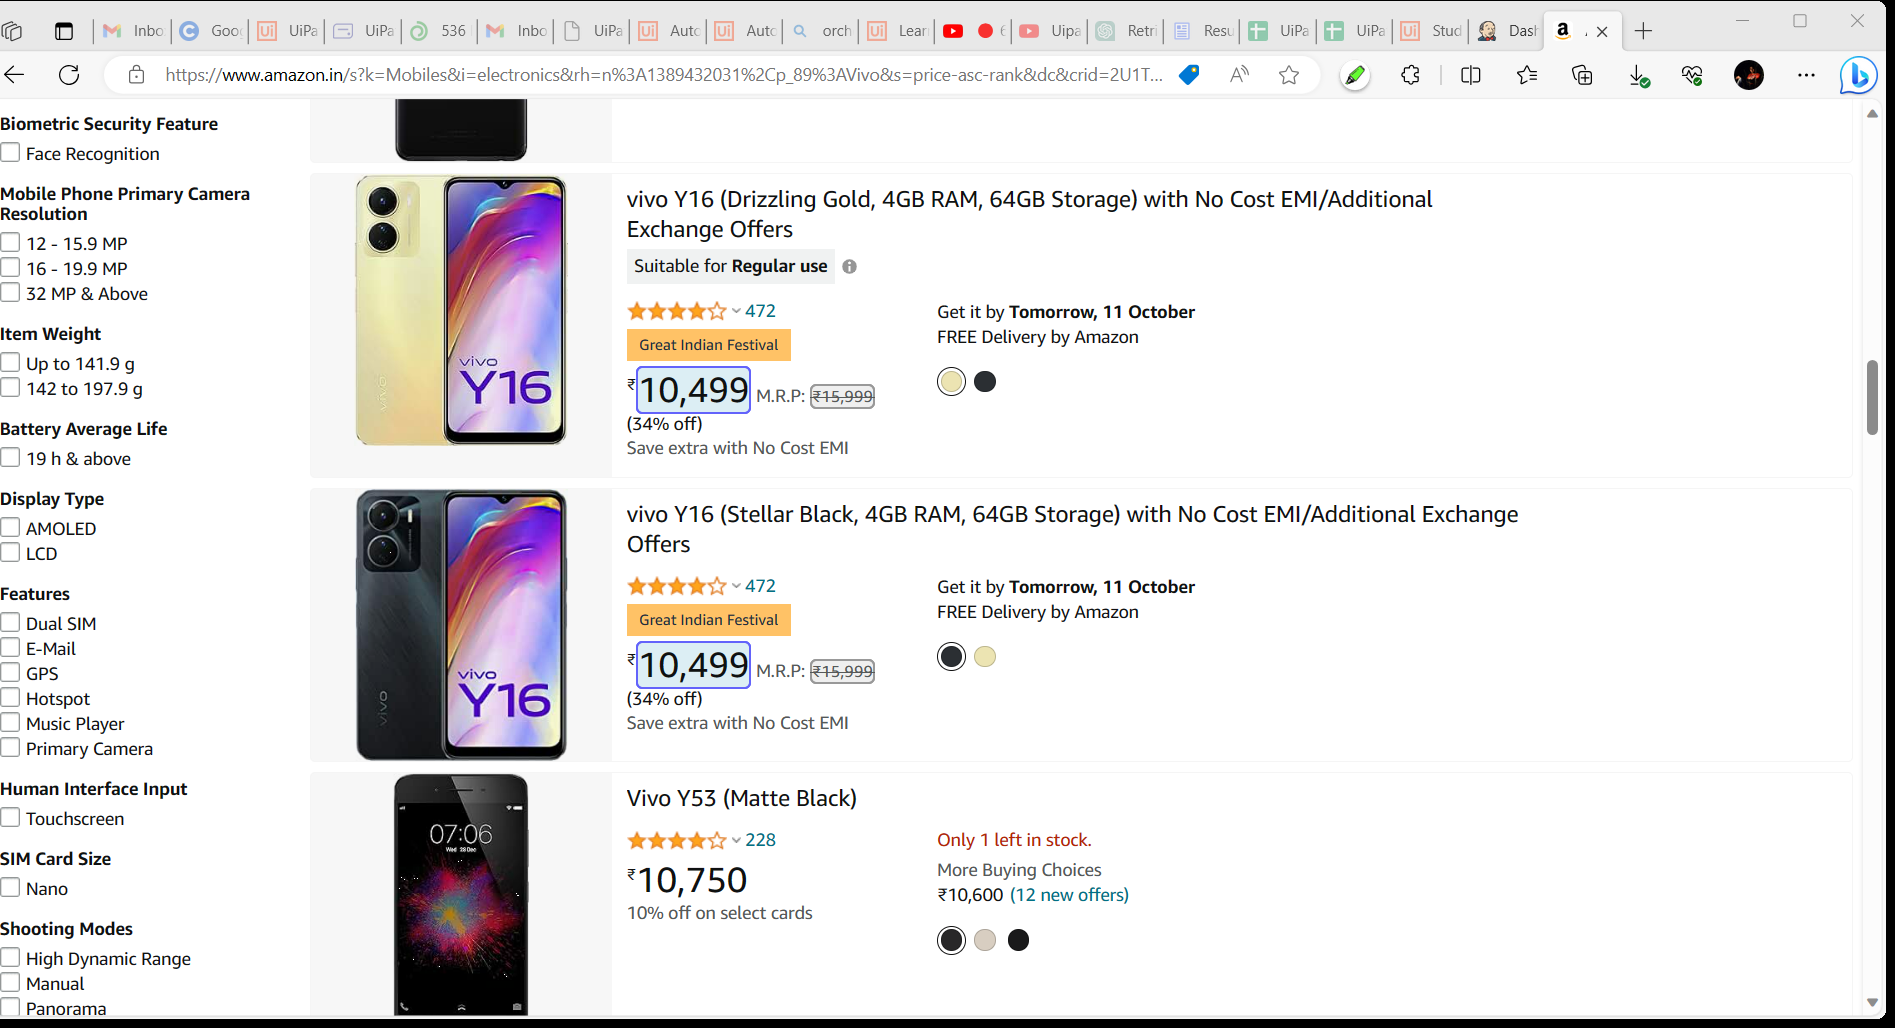 Inbo
Goo
UiPa
UiPa
536
Inbo
UiPa
Auto
Auto
orch
Lear
6
Uipa
Retri
Resu
UiPa
UiPa
Stud
Dash
https://www.amazon.in/s?k=Mobiles&i=electronics&rh=n%3A1389432031%2Cp_89%3AVivo&s=price-asc-rank&dc&crid=2U1T...
Biometric Security Feature
Face Recognition
Mobile Phone Primary Camera
Resolution
12 - 15.9 MP
16 - 19.9 MP
32 MP & Above
Item Weight
Up to 141.9 g
142 to 197.9 g
Battery Average Life
19 h & above
Display Type
AMOLED
LCD
Features
Dual SIM
E-Mail
GPS
Hotspot
Music Player
Primary Camera
Human Interface Input
Touchscreen
SIM Card Size
Nano
Shooting Modes
High Dynamic Range
Manual
Panorama
vivo
Y16
vivo
vivo Y16 (Drizzling Gold, 4GB RAM, 64GB Storage) with No Cost EMI/Additional
Exchange Offers
Suitable for Regular use
472
Great Indian Festival
₹10,499 M.R.P: ₹15,999
(34% off)
Save extra with No Cost EMI
Get it by Tomorrow, 11 October
FREE Delivery by Amazon
vivo
Y16
vivo
vivo Y16 (Stellar Black, 4GB RAM, 64GB Storage) with No Cost EMI/Additional Exchange
Offers
472
Great Indian Festival
₹10,499 M.R.P: ₹15,999
(34% off)
Save extra with No Cost EMI
Get it by Tomorrow, 11 October
FREE Delivery by Amazon
07:06
Wed, 28 Dec
Vivo Y53 (Matte Black)
228
₹10,750
10% off on select cards
Only 1 left in stock.
More Buying Choices
₹10,600 (12 new offers)